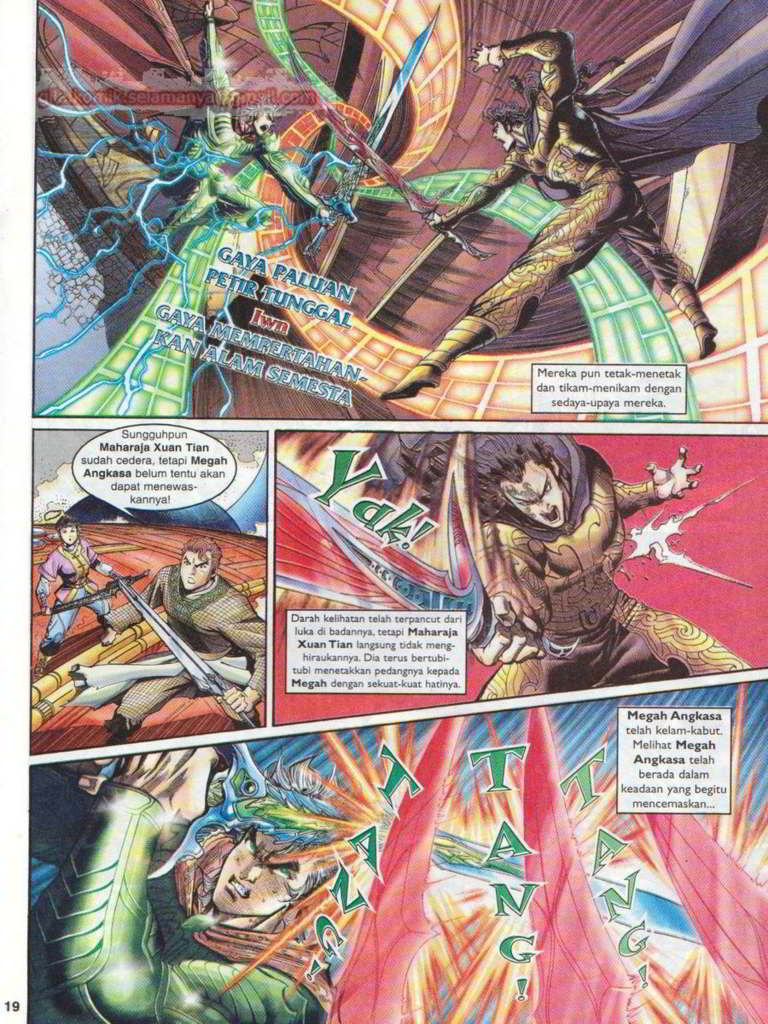 GAYA PALUAN
PETIR TUNGGAL
lwn
GAYA MEMPERTAHAN-
KAN ALAM SEMESTA
Mereka pun tetak-menetak
dan tikam-menikam dengan
sedaya-upaya mereka.
Sungguhpun
Maharaja Xuan Tian
sudah cedera, tetapi Megah
Angkasa belum tentu akan
dapat menewas-
kannya!
Yak!
Darah kelihatan telah terpancut dari
luka di badannya, tetapi Maharaja
Xuan Tian langsung tidak meng-
hiraukannya. Dia terus bertubi-
tubi menetakkan pedangnya kepada
Megah dengan sekuat-kuat hatinya.
Megah Angkasa
telah kelam-kabut.
Melihat Megah
Angkasa telah
berada dalam
keadaan yang begitu
mencemaskan...
TANG!
TANG!
TANG!
19